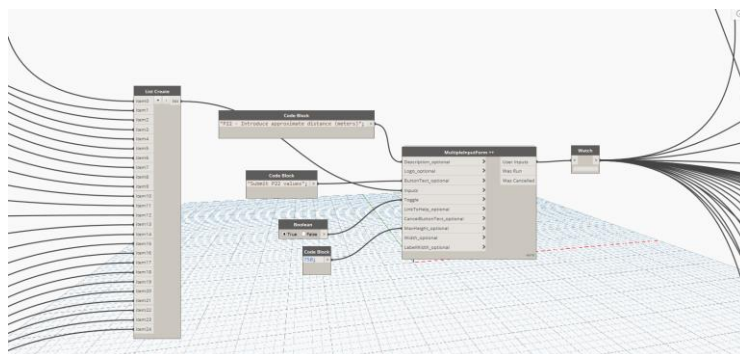 List Create
item0 + - list
item1
item2
item3
item4
item5
item6
item7
item8
item9
item10
item11
item12
item13
item14
item15
item16
item17
item18
item19
item20
item21
item22
item23
item24
Code Block
"F22 - Introduce approximate distance (meters)";
Code Block
"Submit F22 values";
Boolean
True False
Code Block
MultipleInputForm ++
Description_optional
Logo_optional
ButtonText_optional
Inputs
Toggle
LinkToHelp_optional
CancelButtonText_optional
MaxHeight_optional
Width_optional
LabelWidth_optional
User Inputs
Was Run
Was Cancelled
Watch